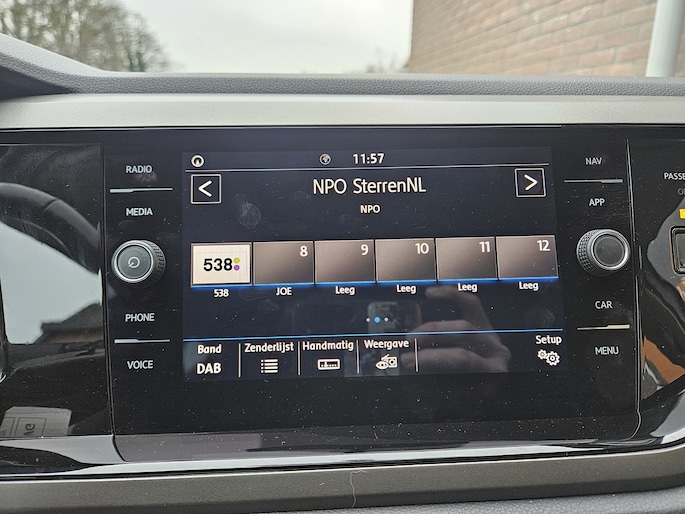 11:57
RADIO
MEDIA
PHONE
VOICE
< NPO SterrenNL >
NPO
538 8 9 10 11 12
538 JOE Leeg Leeg Leeg Leeg
Band Zenderlijst Handmatig Weergave Setup
DAB
NAV
APP
CAR
MENU
PASSE